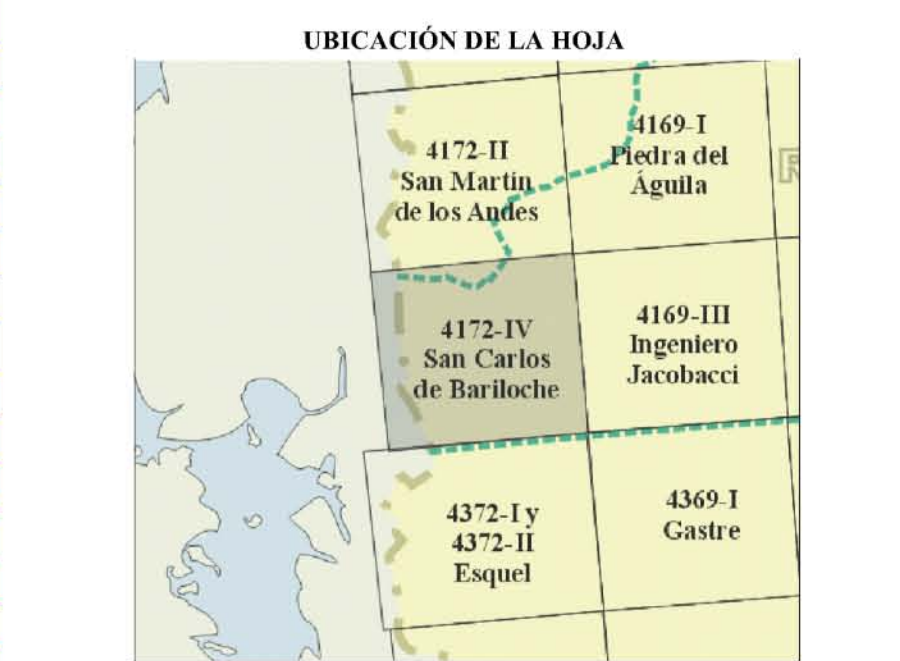 UBICACIÓN DE LA HOJA
4172-II
San Martín
de los Andes
4169-I
Piedra del
Águila
R
4172-IV
San Carlos
de Bariloche
4169-III
Ingeniero
Jacobacci
4372-I y
4372-II
Esquel
4369-I
Gastre